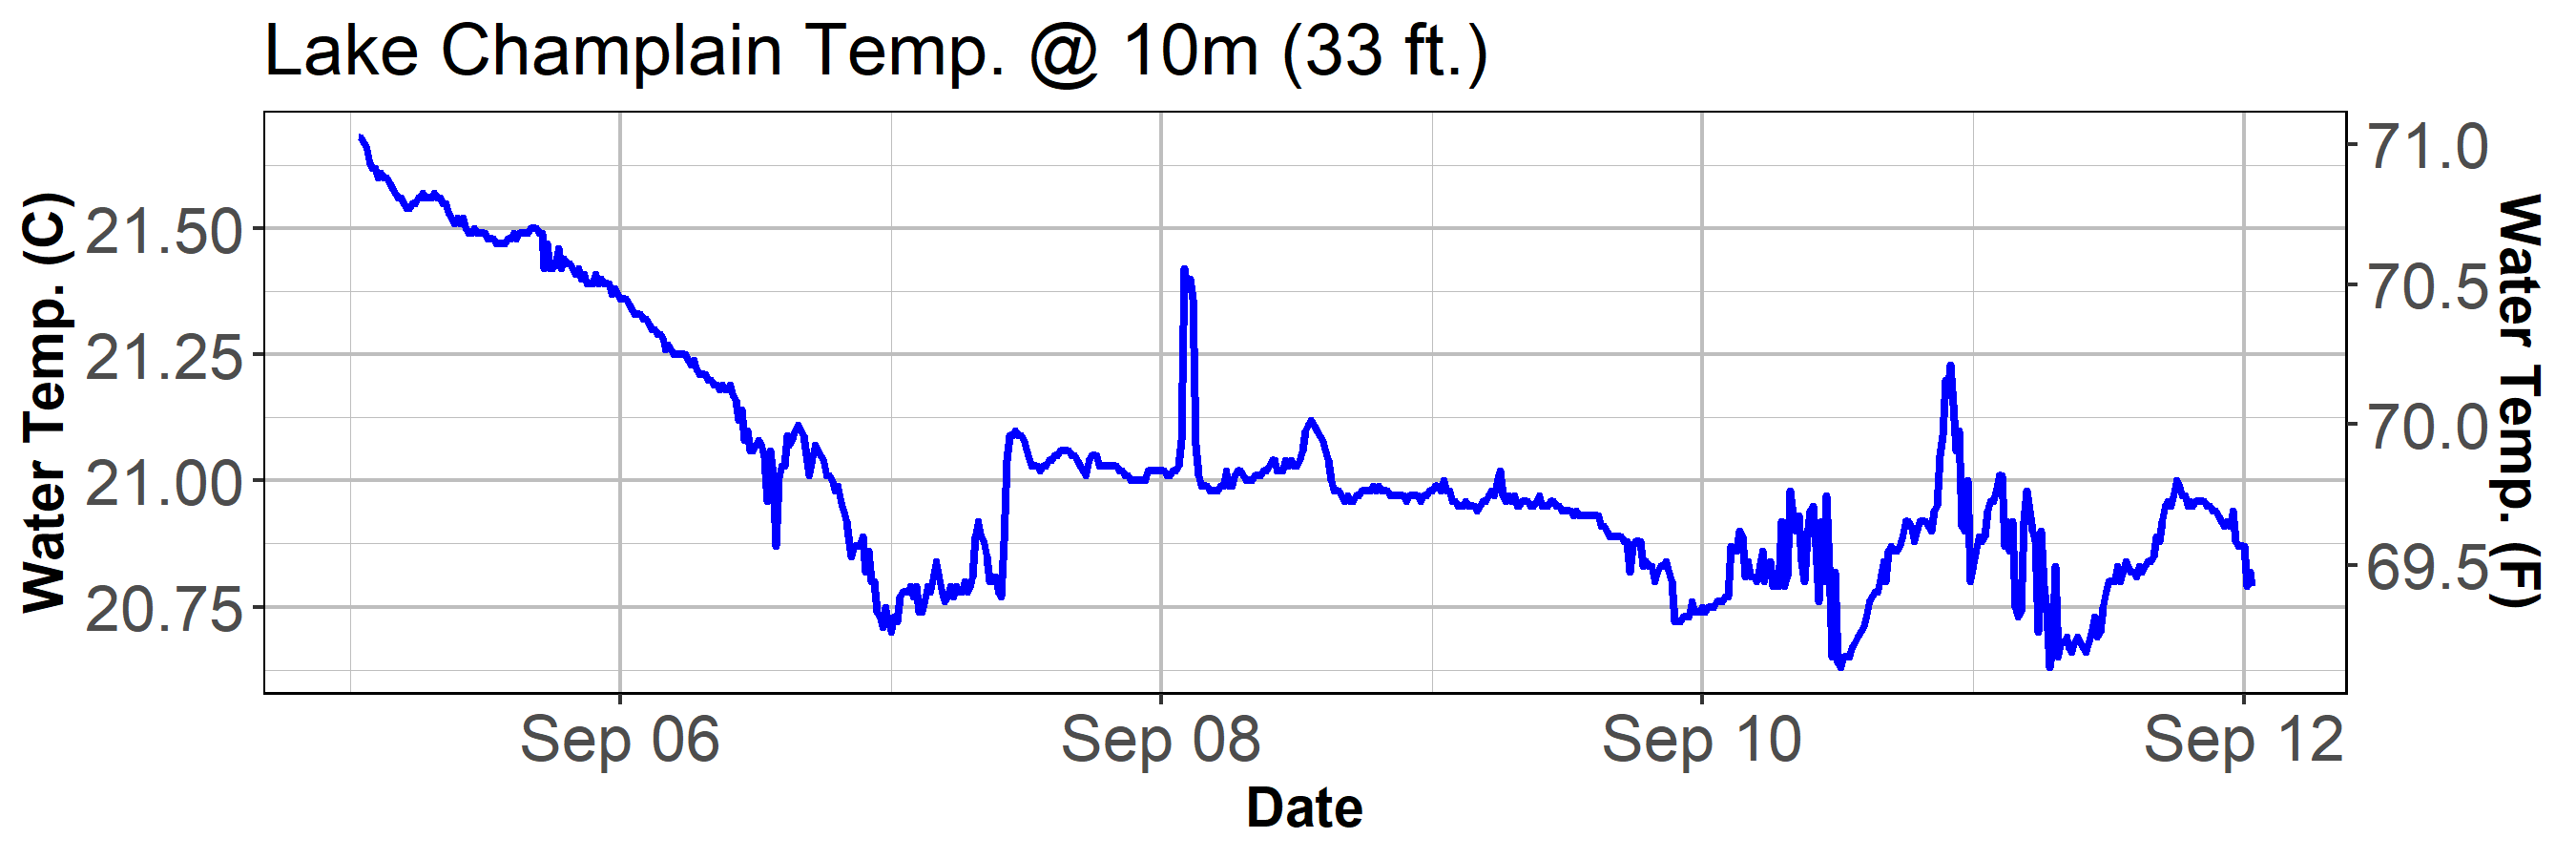 Lake Champlain Temp. @ 10m (33 ft.)
Water Temp. (C)
21.50
21.25
21.00
20.75
71.0
70.5
70.0
69.5
Water Temp. (F)
Sep 06 Sep 08 Sep 10 Sep 12
Date